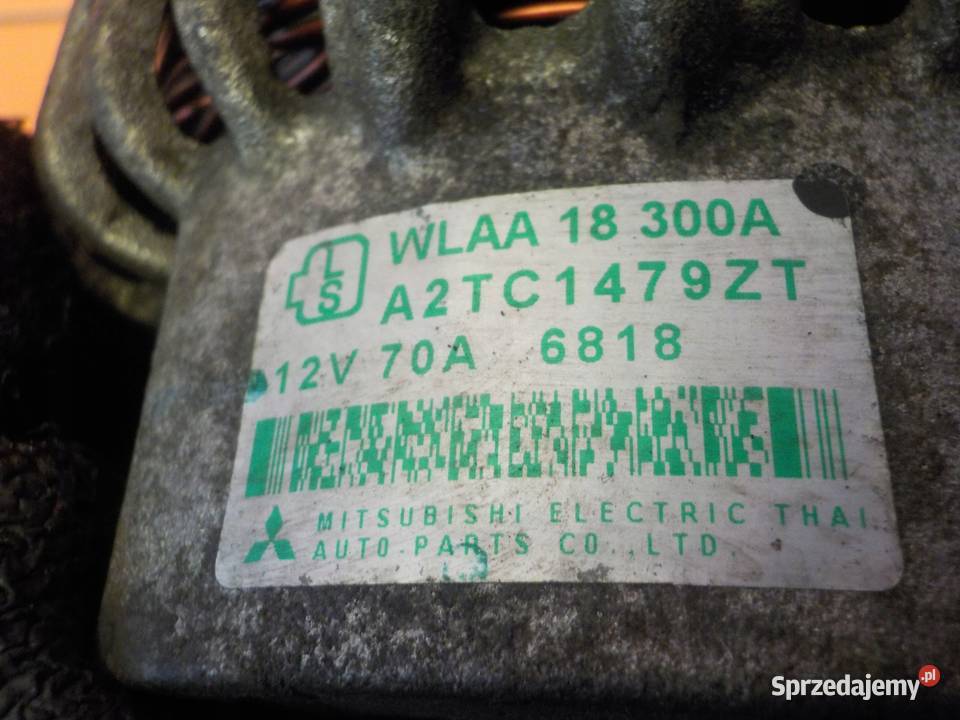 L
S
WLAA 18 300A
A2TC1479ZT
12V 70A 6818
MITSUBISHI ELECTRIC THAI
AUTO-PARTS CO.,LTD.
Sprzedajemy.pl